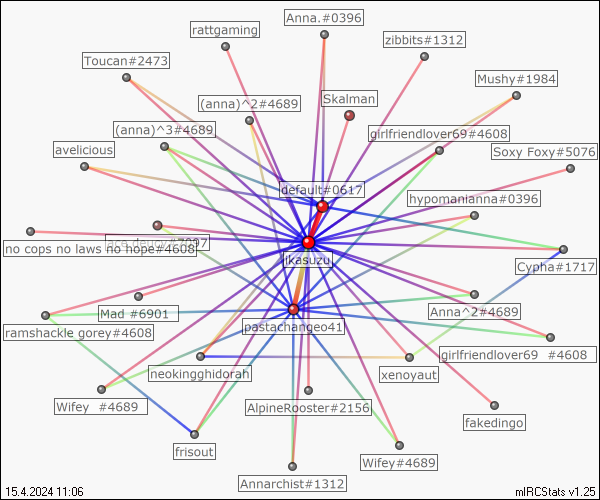 Anna.#0396
rattgaming
zibbits#1312
Toucan#2473
Mushy#1984
Skalman
(anna)^2#4689
(anna)^3#4689
girlfriendlover69#4608
Soxy Foxy#5076
avelicious
default#0617
hypomanianna#0396
no cops no laws no hope#4608
ikasuzu
Cypha#1717
Mad #6901
Anna^2#4689
ramshackle gorey#4608
pastachangeo41
girlfriendlover69 #4608
neokingghidorah
xenoyaut
Wifey #4689
AlpineRooster#2156
fakedingo
frisout
Wifey#4689
Annarchist#1312
15.4.2024 11:06
mIRCStats v1.25